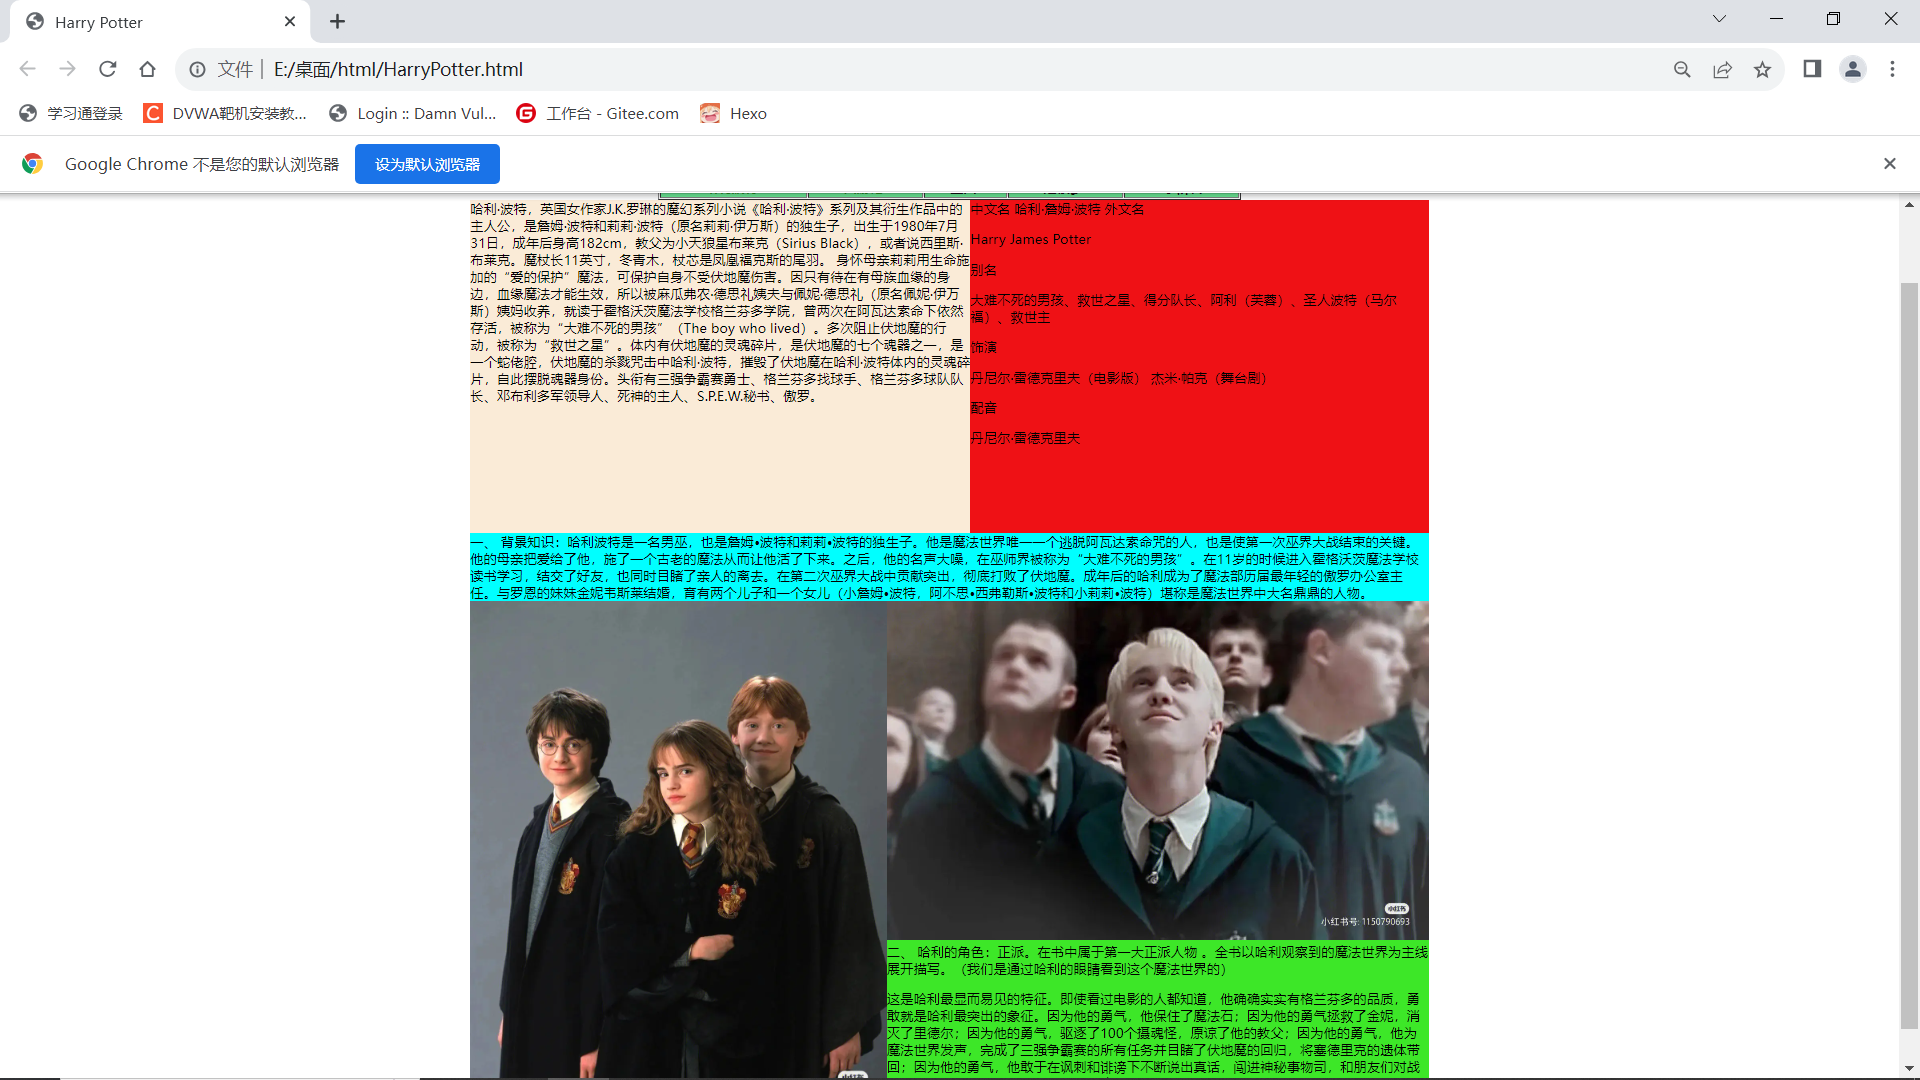 Harry Potter
文件 E:/桌面/html/HarryPotter.html
学习通登录 DVWA靶机安装教... Login :: Damn Vul... 工作台 - Gitee.com Hexo
Google Chrome 不是您的默认浏览器 设为默认浏览器
哈利·波特，英国女作家J.K.罗琳的魔幻系列小说《哈利·波特》系列及其衍生作品中的
主人公，是詹姆·波特和莉莉·波特（原名莉莉·伊万斯）的独生子，出生于1980年7月
31日，成年后身高182cm，教父为小天狼星布莱克（Sirius Black），或者说西里斯·
布莱克。魔杖长11英寸，冬青木，杖芯是凤凰福克斯的尾羽。 身怀母亲莉莉用生命施
加的“爱的保护”魔法，可保护自身不受伏地魔伤害。因只有待在有母族血缘的身
边，血缘魔法才能生效，所以被麻瓜弗农·德思礼姨夫与佩妮·德思礼（原名佩妮·伊万
斯）姨妈收养，就读于霍格沃茨魔法学校格兰芬多学院，曾两次在阿瓦达索命下依然
存活，被称为“大难不死的男孩”（The boy who lived）。多次阻止伏地魔的行
动，被称为“救世之星”。体内有伏地魔的灵魂碎片，是伏地魔的七个魂器之一，是
一个蛇佬腔，伏地魔的杀戮咒击中哈利·波特，摧毁了伏地魔在哈利·波特体内的灵魂碎
片，自此摆脱魂器身份。头衔有三强争霸赛勇士、格兰芬多找球手、格兰芬多球队队
长、邓布利多军领导人、死神的主人、S.P.E.W.秘书、傲罗。
中文名 哈利·詹姆·波特 外文名
Harry James Potter
别名
大难不死的男孩、救世之星、得分队长、阿利（芙蓉）、圣人波特（马尔
福）、救世主
饰演
丹尼尔·雷德克里夫（电影版） 杰米·帕克（舞台剧）
配音
丹尼尔·雷德克里夫
一、 背景知识：哈利波特是一名男巫，也是詹姆•波特和莉莉•波特的独生子。他是魔法世界唯一一个逃脱阿瓦达索命咒的人，也是使第一次巫界大战结束的关键。
他的母亲把爱给了他，施了一个古老的魔法从而让他活了下来。之后，他的名声大噪，在巫师界被称为“大难不死的男孩”。在11岁的时候进入霍格沃茨魔法学校
读书学习，结交了好友，也同时目睹了亲人的离去。在第二次巫界大战中贡献突出，彻底打败了伏地魔。成年后的哈利成为了魔法部历届最年轻的傲罗办公室主
任。与罗恩的妹妹金妮韦斯莱结婚，育有两个儿子和一个女儿（小詹姆•波特，阿不思•西弗勒斯•波特和小莉莉•波特）堪称是魔法世界中大名鼎鼎的人物。
小红书
小红书号: 1150790693
二、 哈利的角色：正派。在书中属于第一大正派人物 。全书以哈利观察到的魔法世界为主线
展开描写。（我们是通过哈利的眼睛看到这个魔法世界的）
这是哈利最显而易见的特征。即使看过电影的人都知道，他确确实实有格兰芬多的品质，勇
敢就是哈利最突出的象征。因为他的勇气，他保住了魔法石；因为他的勇气拯救了金妮，消
灭了里德尔；因为他的勇气，驱逐了100个摄魂怪，原谅了他的教父；因为他的勇气，他为
魔法世界发声，完成了三强争霸赛的所有任务并目睹了伏地魔的回归，将塞德里克的遗体带
回；因为他的勇气，他敢于在讽刺和诽谤下不断说出真话，闯进神秘事物司，和朋友们对战